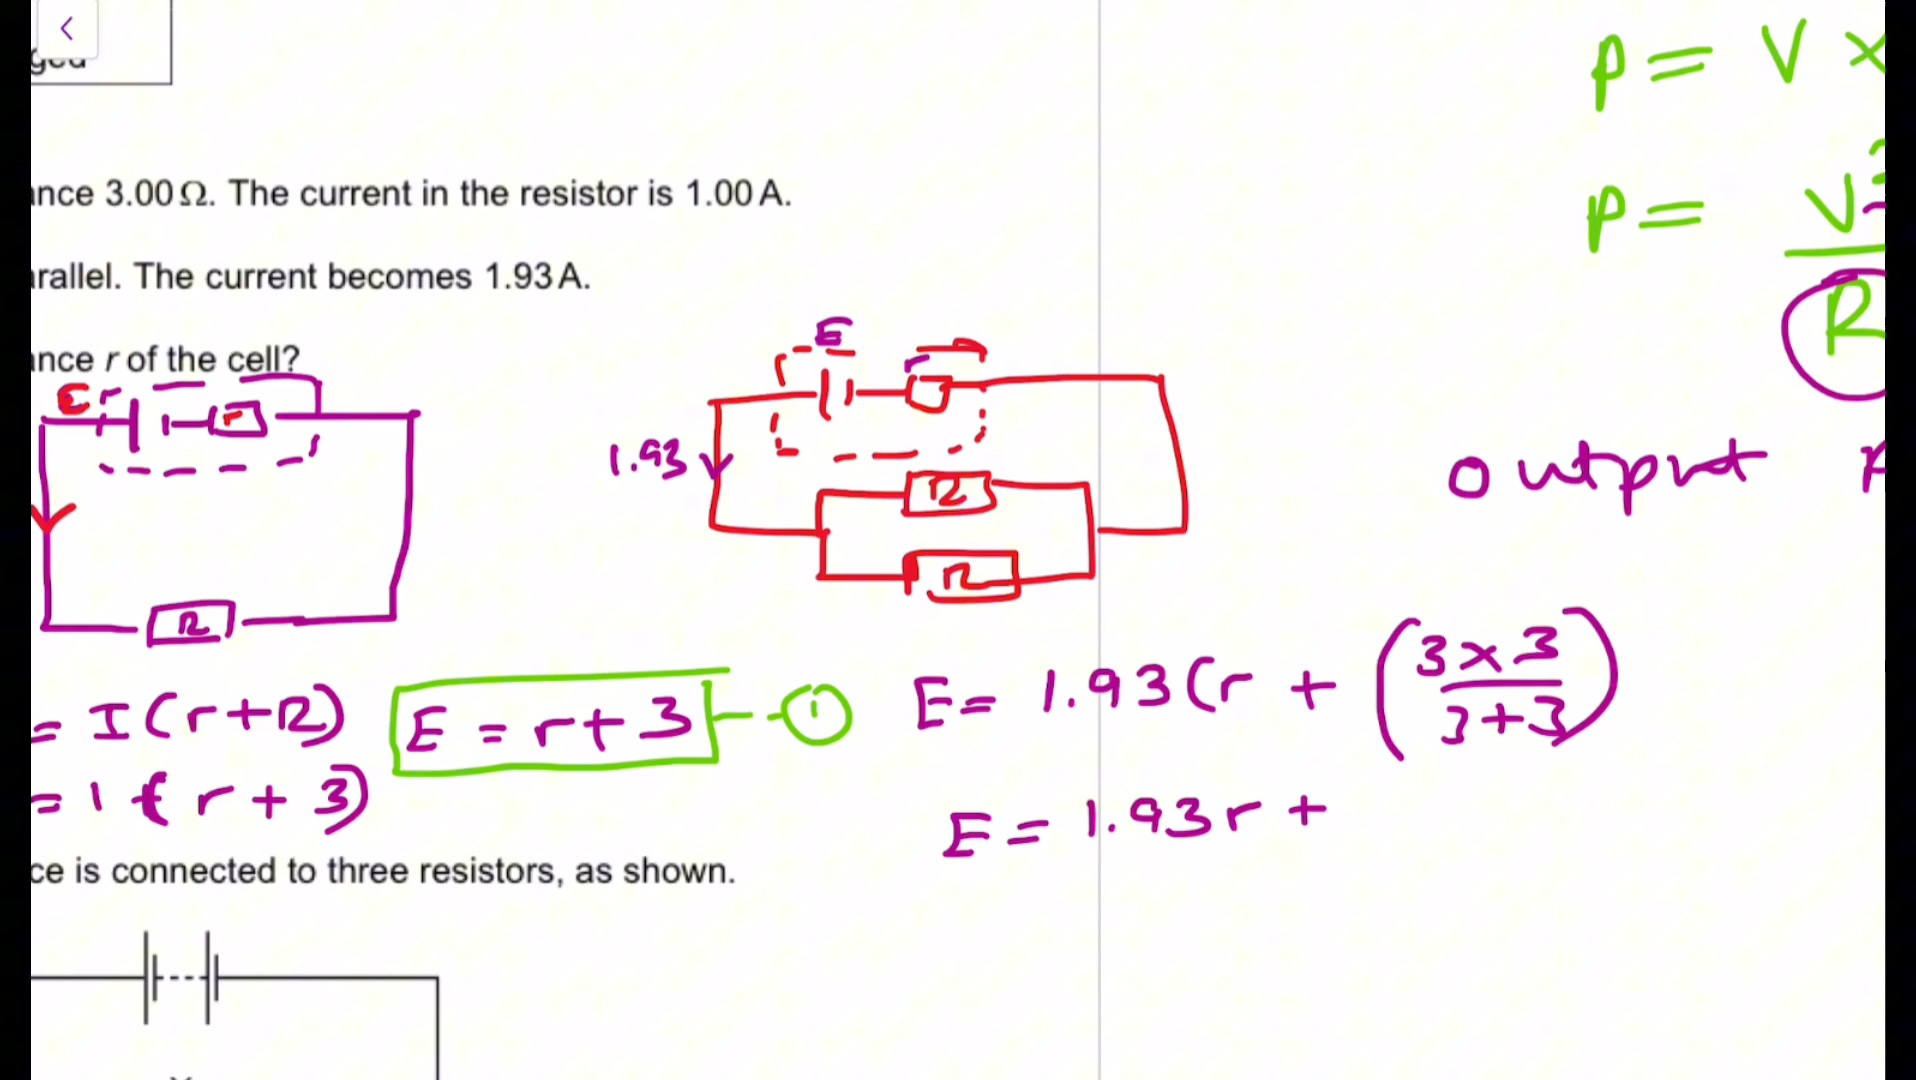 nce 3.00 Ω. The current in the resistor is 1.00 A.
rallel. The current becomes 1.93 A.
nce r of the cell?
E r
R
E r
1.93
R
R
P = V ×
P = V²
R
output
= I(r+R)
= 1 (r + 3)
E = r+3 -- ①
E = 1.93(r + (3×3 / 3+3)
E = 1.93r +
ce is connected to three resistors, as shown.